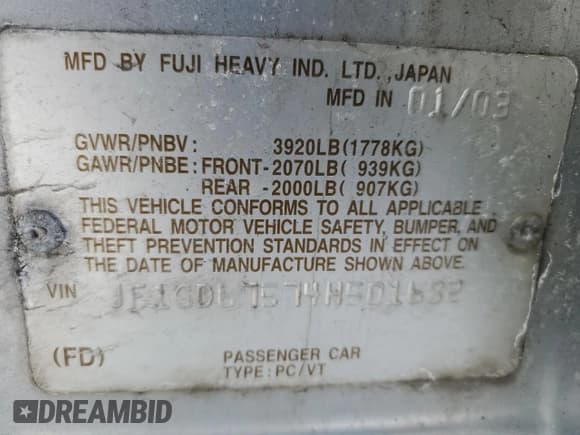 MFD BY FUJI HEAVY IND. LTD., JAPAN
MFD IN 01/03
GVWR/PNBV: 3920LB(1778KG)
GAWR/PNBE: FRONT-2070LB( 939KG)
REAR -2000LB( 907KG)
THIS VEHICLE CONFORMS TO ALL APPLICABLE
FEDERAL MOTOR VEHICLE SAFETY, BUMPER, AND
THEFT PREVENTION STANDARDS IN EFFECT ON
THE DATE OF MANUFACTURE SHOWN ABOVE.
VIN
(FD) PASSENGER CAR
TYPE: PC/VT
DREAMBID